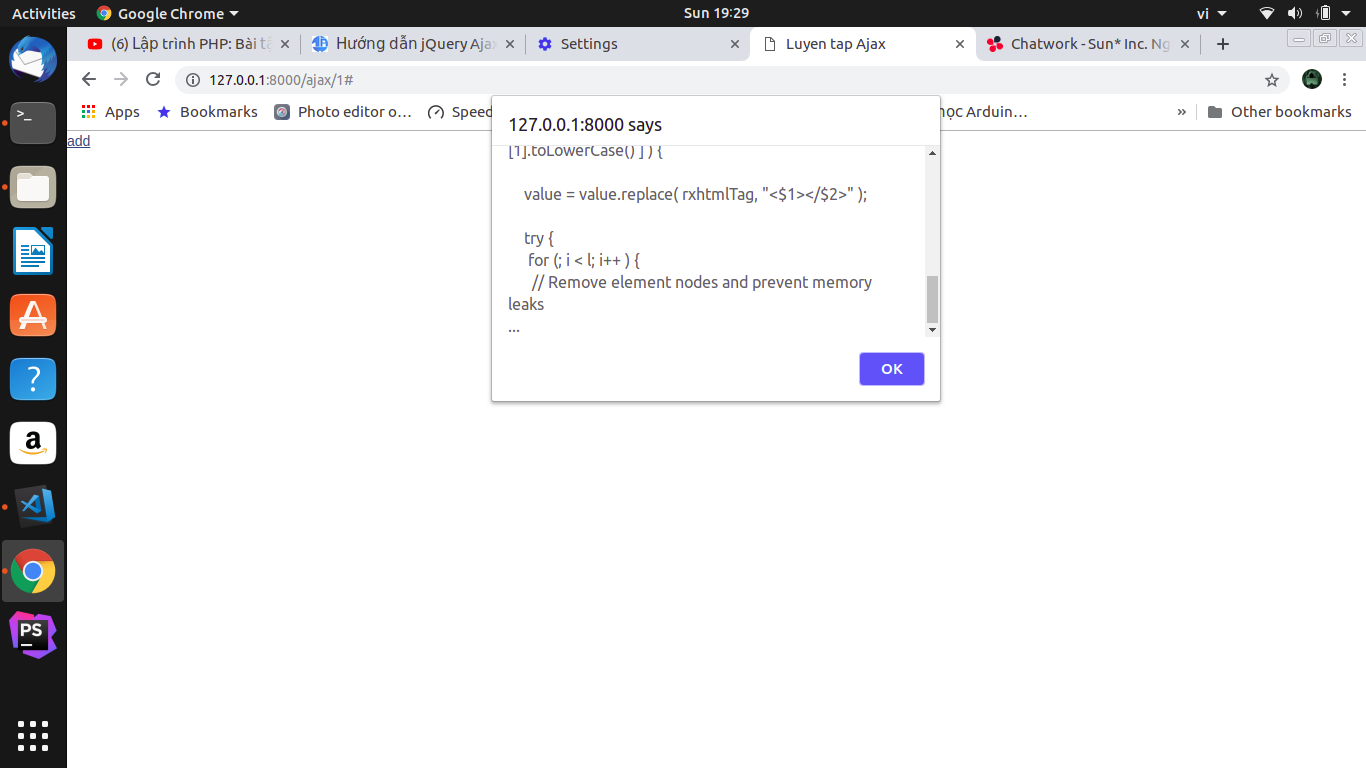 Activities
Google Chrome
Sun 19:29
vi
(6) Lập trình PHP: Bài tậ
Hướng dẫn jQuery Ajax
Settings
Luyen tap Ajax
Chatwork - Sun* Inc. Ng
127.0.0.1:8000/ajax/1#
Apps
Bookmarks
Photo editor o…
Speed
học Arduin…
»
Other bookmarks
add
127.0.0.1:8000 says
[1].toLowerCase() ] ) {
value = value.replace( rxhtmlTag, "<$1></$2>" );
try {
for (; i < l; i++ ) {
// Remove element nodes and prevent memory
leaks
...
OK
>_
?
a
PS